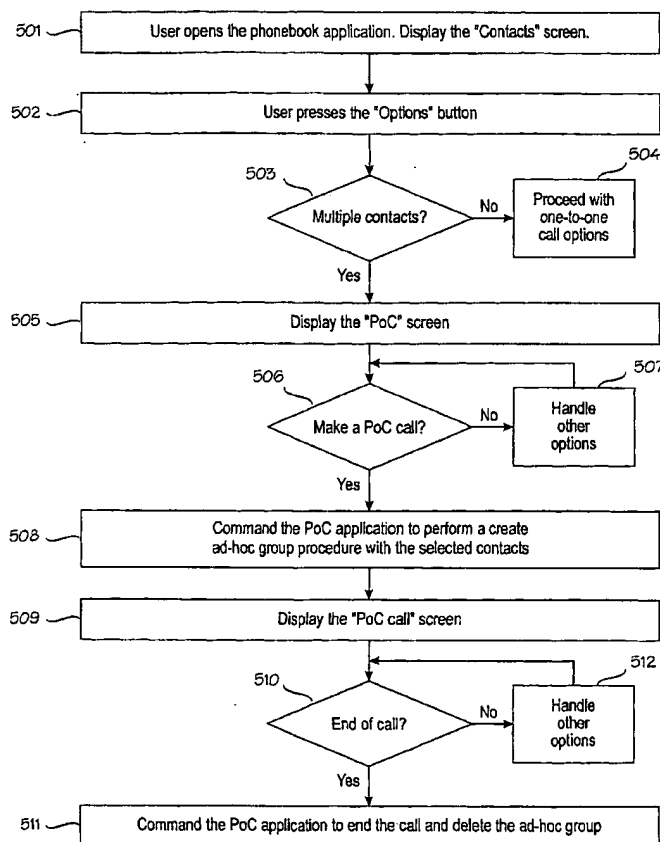 501
User opens the phonebook application. Display the "Contacts" screen.
502
User presses the "Options" button
503
Multiple contacts?
No
504
Proceed with
one-to-one
call options
Yes
505
Display the "PoC" screen
506
Make a PoC call?
No
507
Handle
other
options
Yes
508
Command the PoC application to perform a create
ad-hoc group procedure with the selected contacts
509
Display the "PoC call" screen
510
End of call?
No
512
Handle
other
options
Yes
511
Command the PoC application to end the call and delete the ad-hoc group